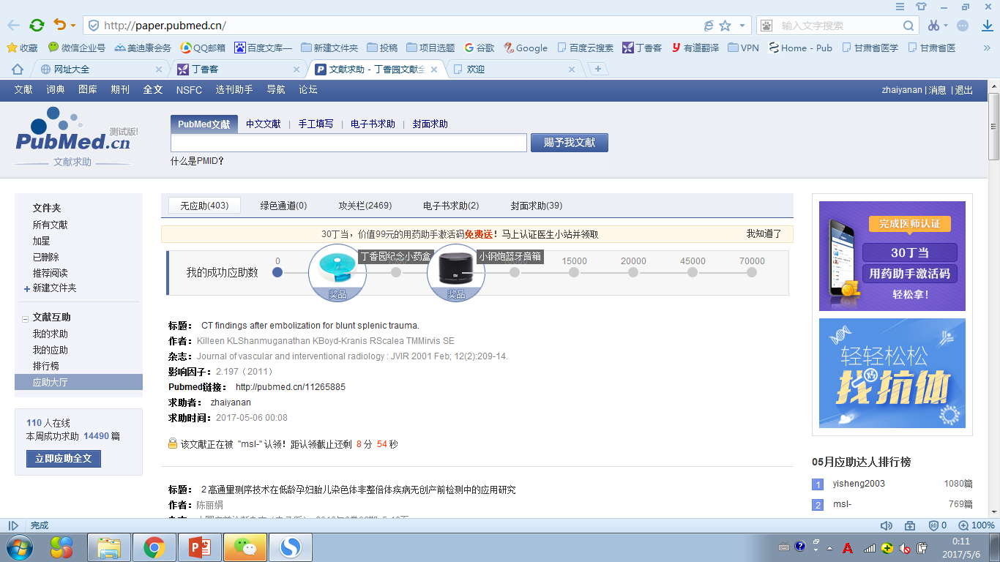 http://paper.pubmed.cn/
输入文字搜索
收藏 微信企业号 美迪康会务 QQ邮箱 百度文库— 新建文件夹 投稿 项目选题 谷歌 Google 百度云搜索 丁香客 有道翻译 VPN Home - Pub 甘肃省医学 甘肃省医 »
网址大全 丁香客 文献求助 - 丁香园文献全 欢迎
文献 词典 图库 期刊 全文 NSFC 选刊助手 导航 论坛 zhaiyanan | 消息 | 退出
PubMed.cn 测试版!
文献求助
PubMed文献 中文文献 | 手工填写 | 电子书求助 | 封面求助
赐予我文献
什么是PMID?
文件夹
所有文献
加星
已删除
推荐阅读
新建文件夹
文献互助
我的求助
我的应助
排行榜
应助大厅
110 人在线
本周成功求助 14490 篇
立即应助全文
无应助(403) 绿色通道(0) 攻关栏(2469) 电子书求助(2) 封面求助(39)
30丁当，价值99元的用药助手激活码免费送！马上认证医生小站并领取 我知道了
我的成功应助数 0 丁香园纪念小药盒 小钢炮蓝牙音箱 15000 20000 45000 70000
奖品 奖品
标题： CT findings after embolization for blunt splenic trauma.
作者：Killeen KLShanmuganathan KBoyd-Kranis RScalea TMMirvis SE
杂志：Journal of vascular and interventional radiology : JVIR 2001 Feb; 12(2):209-14.
影响因子：2.197（2011）
Pubmed链接： http://pubmed.cn/11265885
求助者： zhaiyanan
求助时间：2017-05-06 00:08
该文献正在被 "msl-" 认领！距认领截止还剩 8 分 54 秒
标题： 2 高通量测序技术在低龄孕妇胎儿染色体非整倍体疾病无创产前检测中的应用研究
作者：陈丽娟
完成医师认证
30丁当
用药助手激活码
轻松拿！
轻轻松松
找抗体
05月应助达人排行榜
1 yisheng2003 1080篇
2 msl- 769篇
完成 0 100%
0:11
2017/5/6